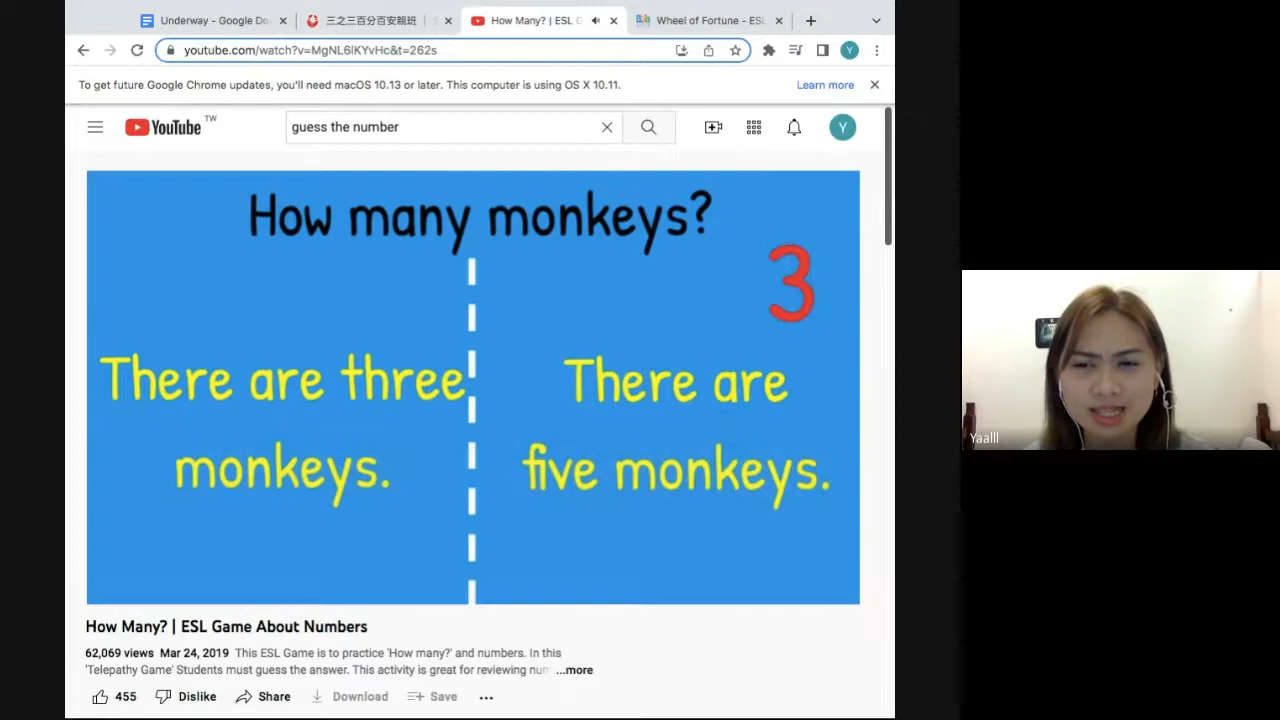 Underway - Google Do
三之三百分百安親班
How Many? | ESL G
Wheel of Fortune - ESL
youtube.com/watch?v=MgNL6lKYvHc&t=262s
Y
To get future Google Chrome updates, you'll need macOS 10.13 or later. This computer is using OS X 10.11.
Learn more
YouTube TW
guess the number
Y
How many monkeys?
3
There are three
monkeys.
There are
five monkeys.
Yaalll
How Many? | ESL Game About Numbers
62,069 views Mar 24, 2019 This ESL Game is to practice 'How many?' and numbers. In this
'Telepathy Game' Students must guess the answer. This activity is great for reviewing num ...more
455 Dislike Share Download Save